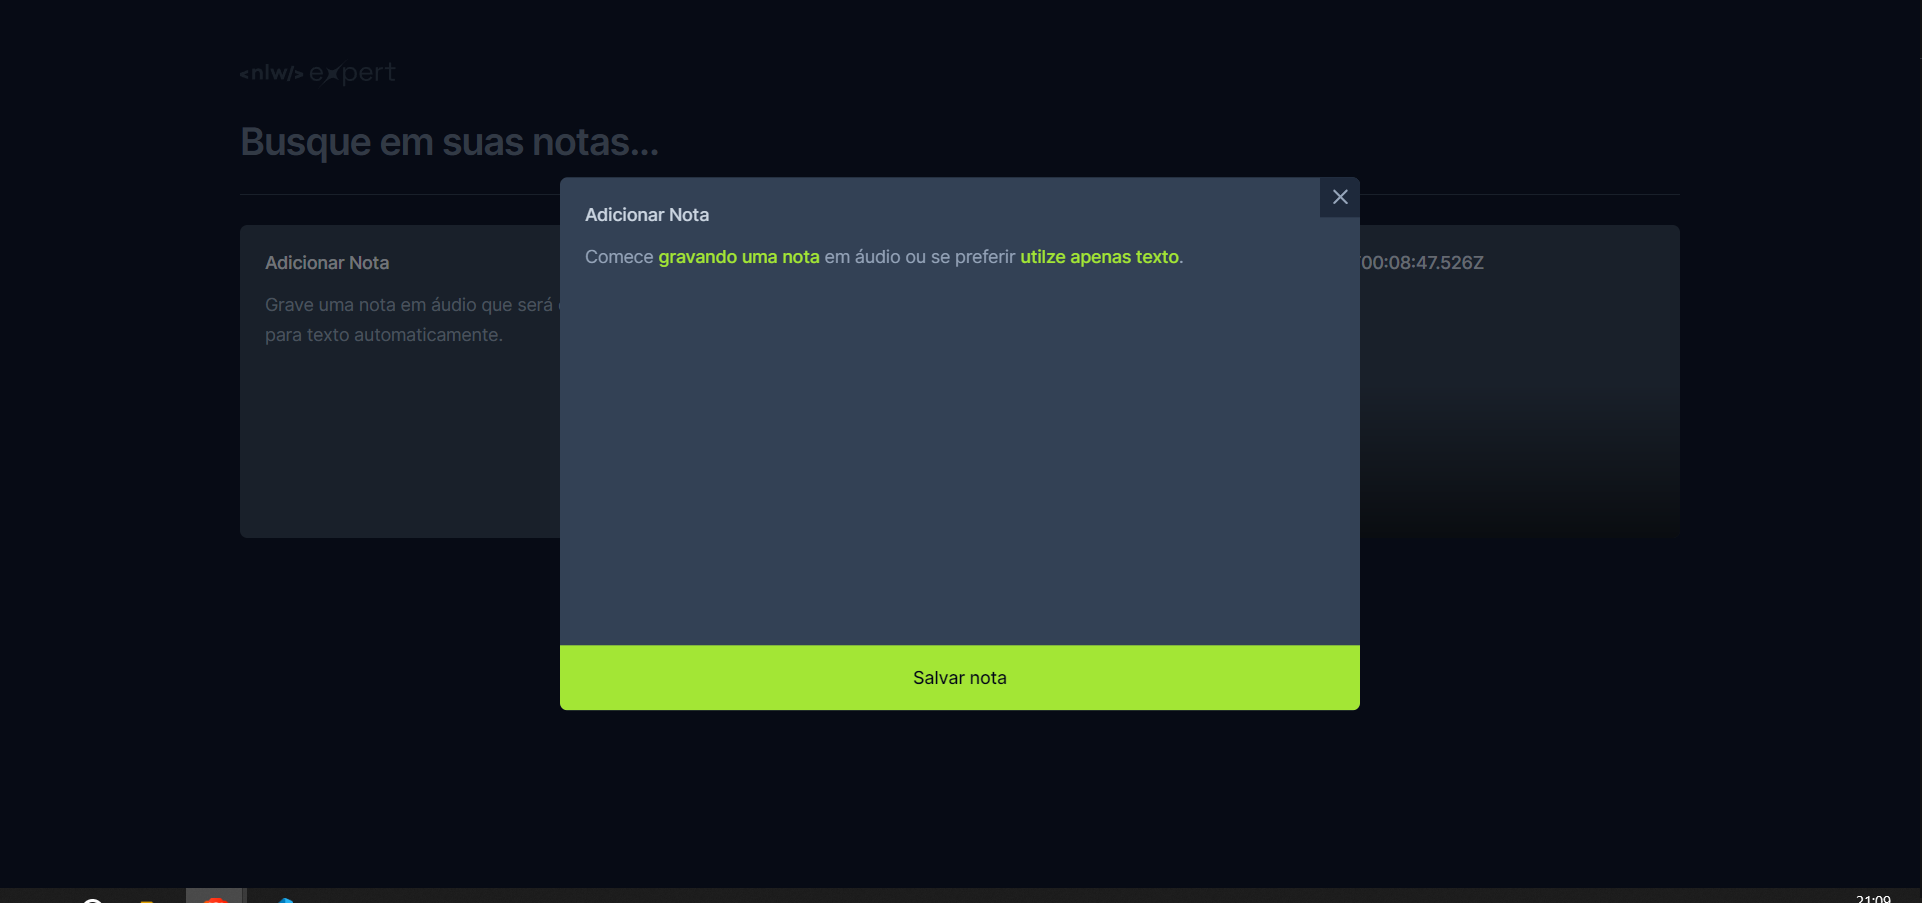 <nlw/> expert
Busque em suas notas...
Adicionar Nota
Grave uma nota em áudio que será
para texto automaticamente.
Adicionar Nota
Comece gravando uma nota em áudio ou se preferir utilze apenas texto.
Salvar nota
00:08:47.526Z
21:09